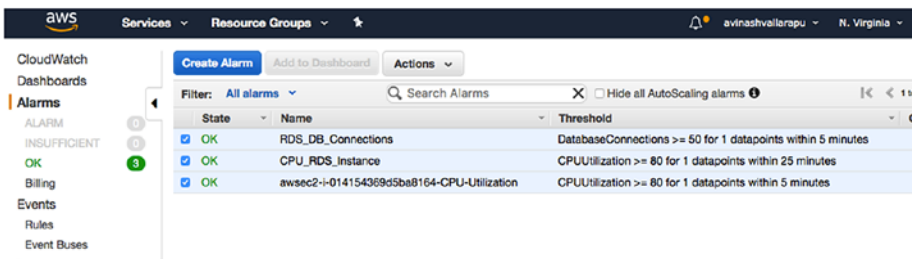 aws Services Resource Groups avinashvallarapu N. Virginia
CloudWatch
Dashboards
Alarms
ALARM 0
INSUFFICIENT 0
OK 3
Billing
Events
Rules
Event Buses
Create Alarm Add to Dashboard Actions
Filter: All alarms Search Alarms Hide all AutoScaling alarms
State Name Threshold
OK RDS_DB_Connections DatabaseConnections >= 50 for 1 datapoints within 5 minutes
OK CPU_RDS_Instance CPUUtilization >= 80 for 1 datapoints within 25 minutes
OK awsec2-i-014154369d5ba8164-CPU-Utilization CPUUtilization >= 80 for 1 datapoints within 5 minutes